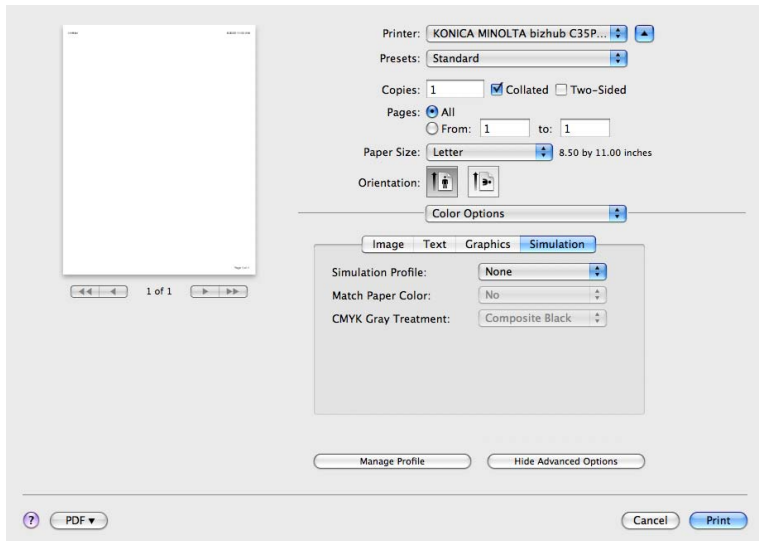 Printer: KONICA MINOLTA bizhub C35P...
Presets: Standard
Copies: 1 Collated Two-Sided
Pages: All
From: 1 to: 1
Paper Size: Letter 8.50 by 11.00 inches
Orientation:
Color Options
Image Text Graphics Simulation
Simulation Profile: None
Match Paper Color: No
CMYK Gray Treatment: Composite Black
1 of 1
Manage Profile Hide Advanced Options
? PDF▼ Cancel Print